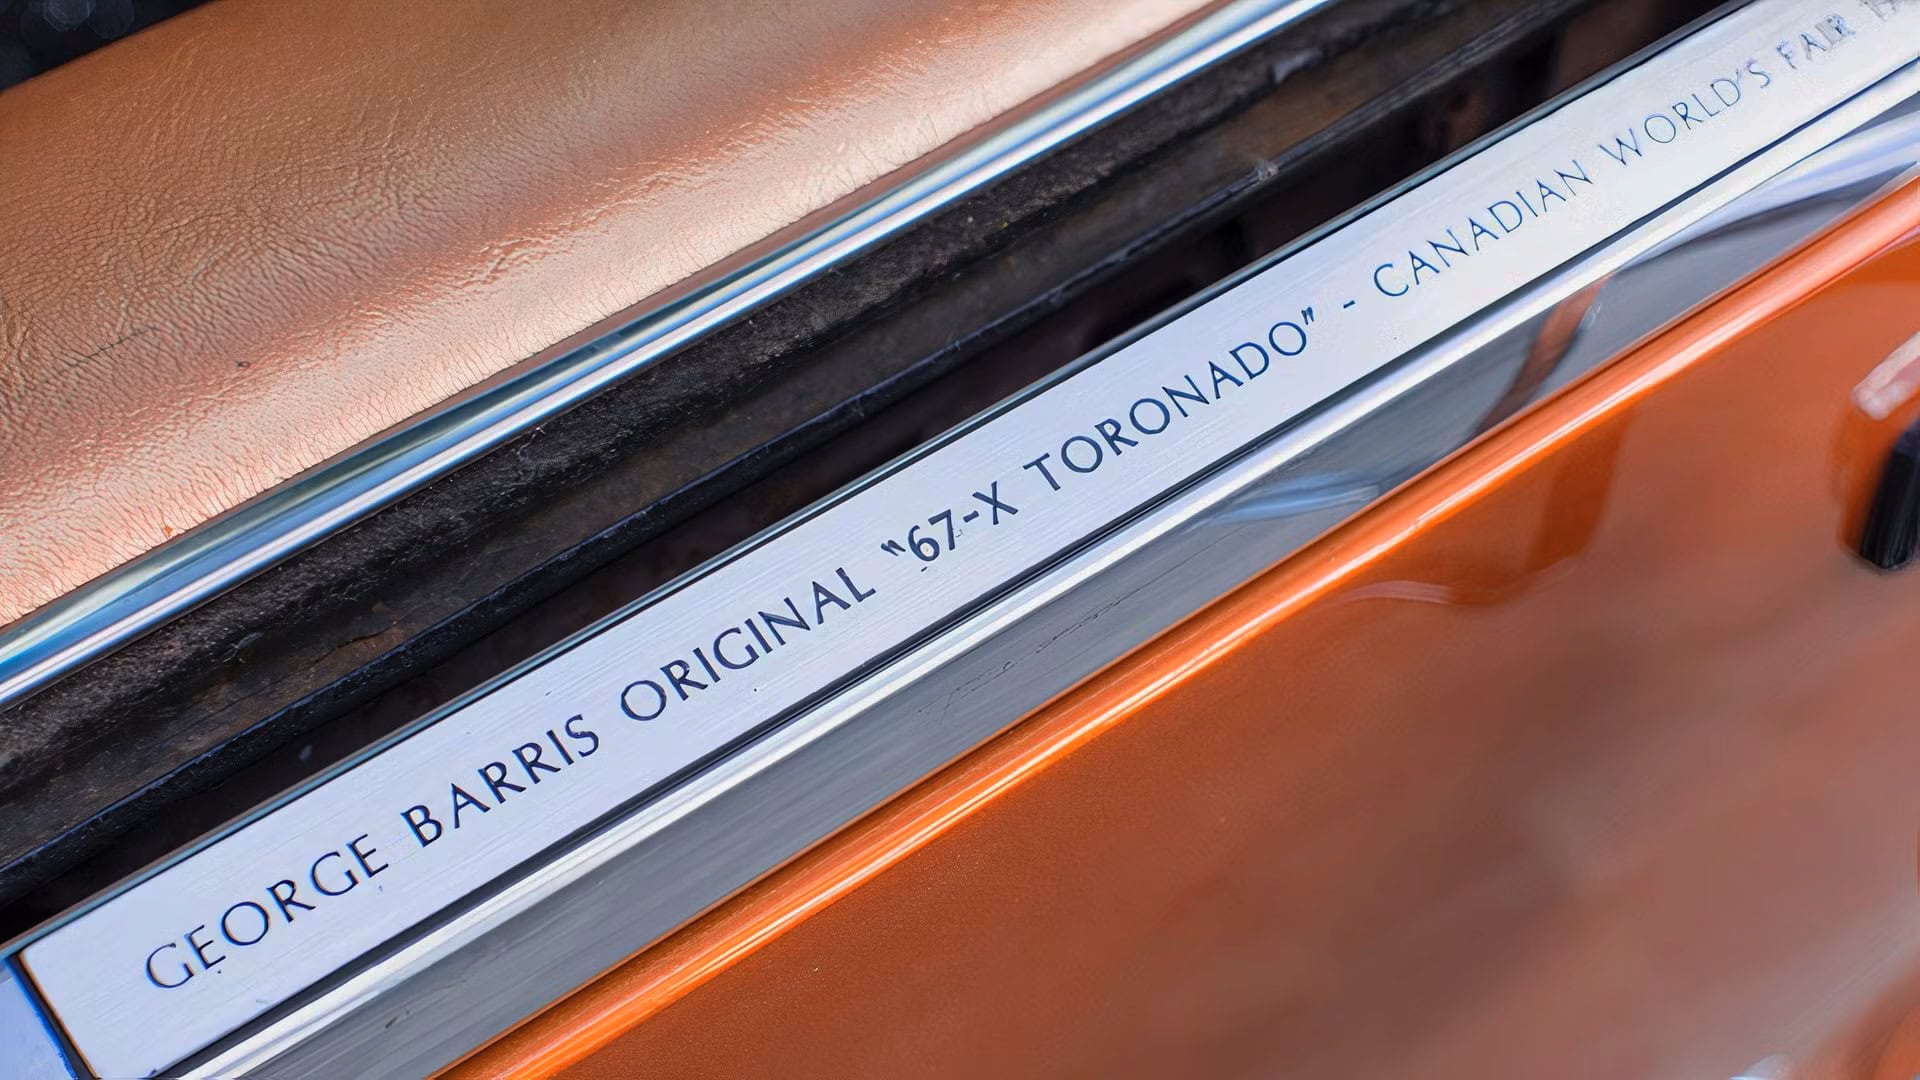 GEORGE BARRIS ORIGINAL "67-X TORONADO" - CANADIAN WORLD'S FAIR